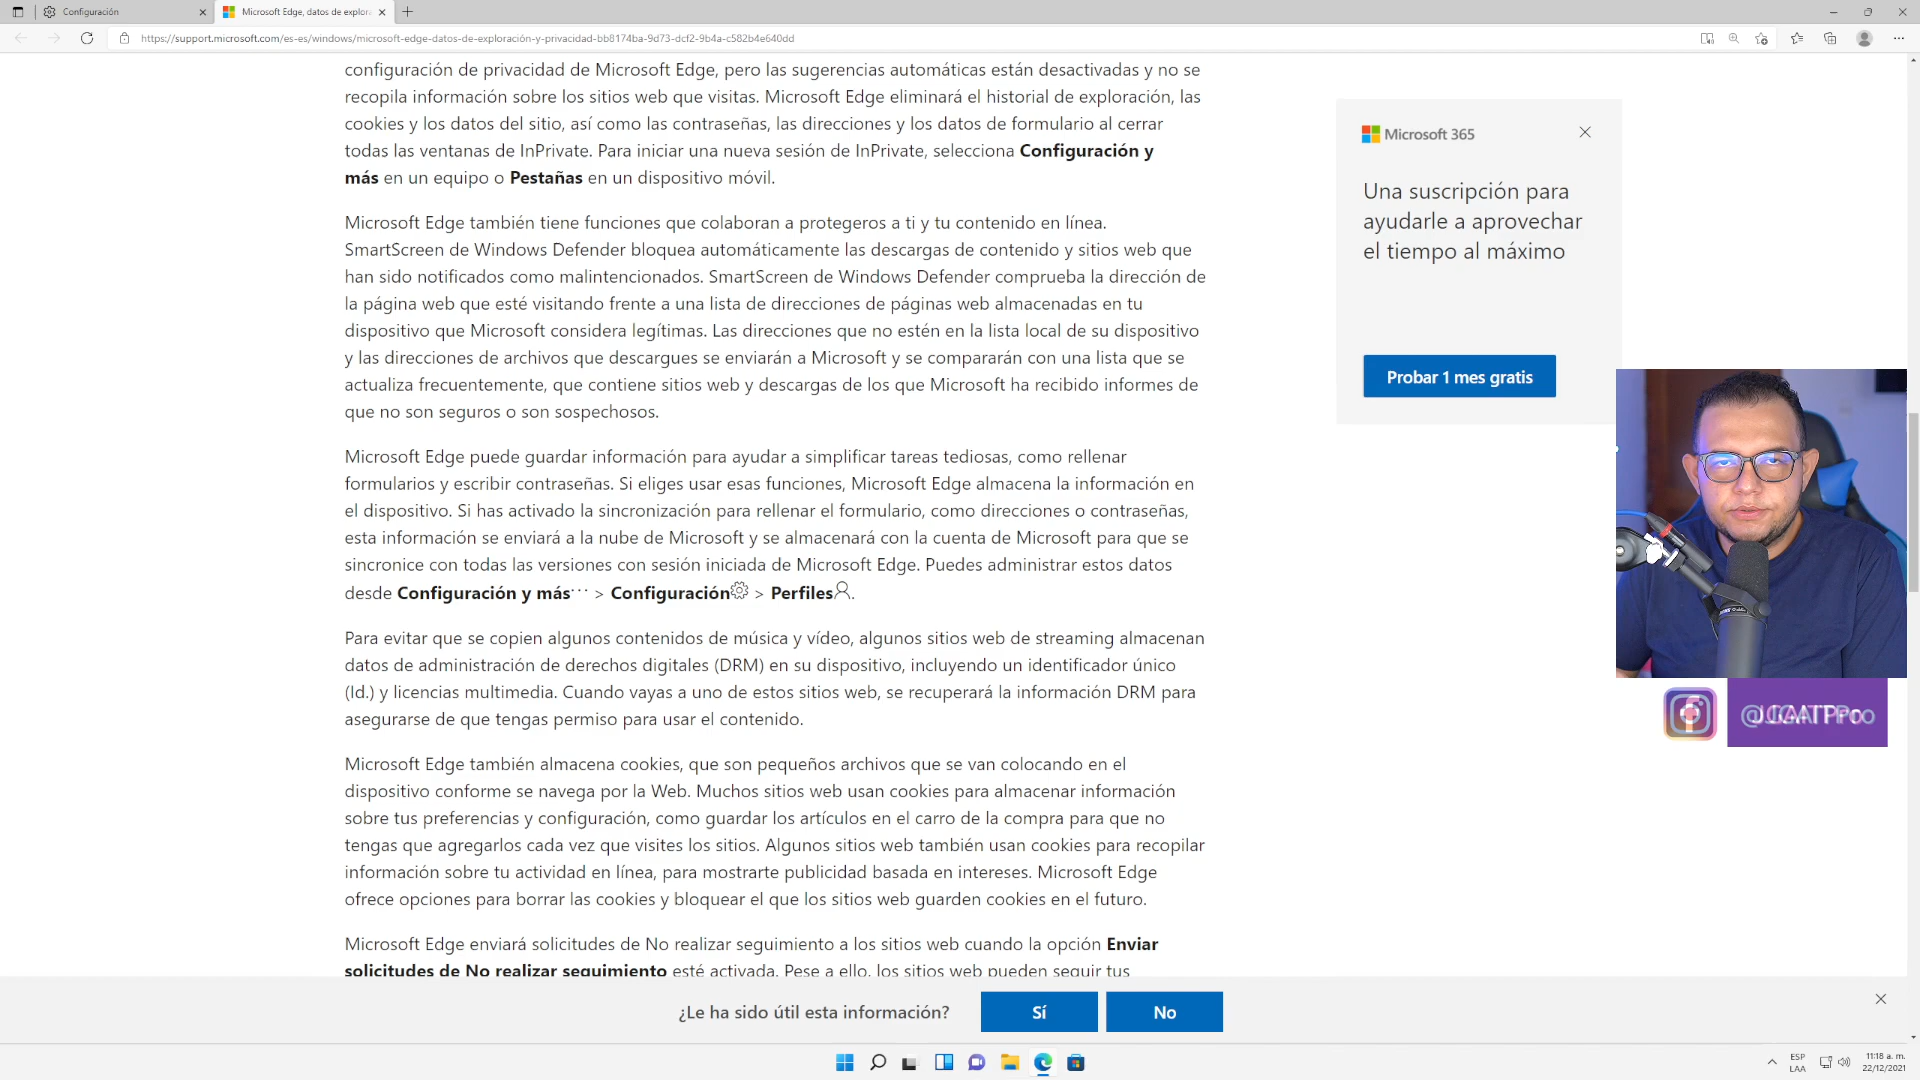 Configuración
Microsoft Edge, datos de explor
https://support.microsoft.com/es-es/windows/microsoft-edge-datos-de-exploración-y-privacidad-bb8174ba-9d73-dcf2-9b4a-c582b4e640dd
configuración de privacidad de Microsoft Edge, pero las sugerencias automáticas están desactivadas y no se
recopila información sobre los sitios web que visitas. Microsoft Edge eliminará el historial de exploración, las
cookies y los datos del sitio, así como las contraseñas, las direcciones y los datos de formulario al cerrar
todas las ventanas de InPrivate. Para iniciar una nueva sesión de InPrivate, selecciona Configuración y
más en un equipo o Pestañas en un dispositivo móvil.
Microsoft Edge también tiene funciones que colaboran a protegeros a ti y tu contenido en línea.
SmartScreen de Windows Defender bloquea automáticamente las descargas de contenido y sitios web que
han sido notificados como malintencionados. SmartScreen de Windows Defender comprueba la dirección de
la página web que esté visitando frente a una lista de direcciones de páginas web almacenadas en tu
dispositivo que Microsoft considera legítimas. Las direcciones que no estén en la lista local de su dispositivo
y las direcciones de archivos que descargues se enviarán a Microsoft y se compararán con una lista que se
actualiza frecuentemente, que contiene sitios web y descargas de los que Microsoft ha recibido informes de
que no son seguros o son sospechosos.
Microsoft Edge puede guardar información para ayudar a simplificar tareas tediosas, como rellenar
formularios y escribir contraseñas. Si eliges usar esas funciones, Microsoft Edge almacena la información en
el dispositivo. Si has activado la sincronización para rellenar el formulario, como direcciones o contraseñas,
esta información se enviará a la nube de Microsoft y se almacenará con la cuenta de Microsoft para que se
sincronice con todas las versiones con sesión iniciada de Microsoft Edge. Puedes administrar estos datos
desde Configuración y más··· > Configuración > Perfiles.
Para evitar que se copien algunos contenidos de música y vídeo, algunos sitios web de streaming almacenan
datos de administración de derechos digitales (DRM) en su dispositivo, incluyendo un identificador único
(Id.) y licencias multimedia. Cuando vayas a uno de estos sitios web, se recuperará la información DRM para
asegurarse de que tengas permiso para usar el contenido.
Microsoft Edge también almacena cookies, que son pequeños archivos que se van colocando en el
dispositivo conforme se navega por la Web. Muchos sitios web usan cookies para almacenar información
sobre tus preferencias y configuración, como guardar los artículos en el carro de la compra para que no
tengas que agregarlos cada vez que visites los sitios. Algunos sitios web también usan cookies para recopilar
información sobre tu actividad en línea, para mostrarte publicidad basada en intereses. Microsoft Edge
ofrece opciones para borrar las cookies y bloquear el que los sitios web guarden cookies en el futuro.
Microsoft Edge enviará solicitudes de No realizar seguimiento a los sitios web cuando la opción Enviar
solicitudes de No realizar seguimiento esté activada. Pese a ello, los sitios web pueden seguir tus
Microsoft 365
Una suscripción para
ayudarle a aprovechar
el tiempo al máximo
Probar 1 mes gratis
¿Le ha sido útil esta información?
Sí
No
ESP
LAA
11:18 a. m.
22/12/2021